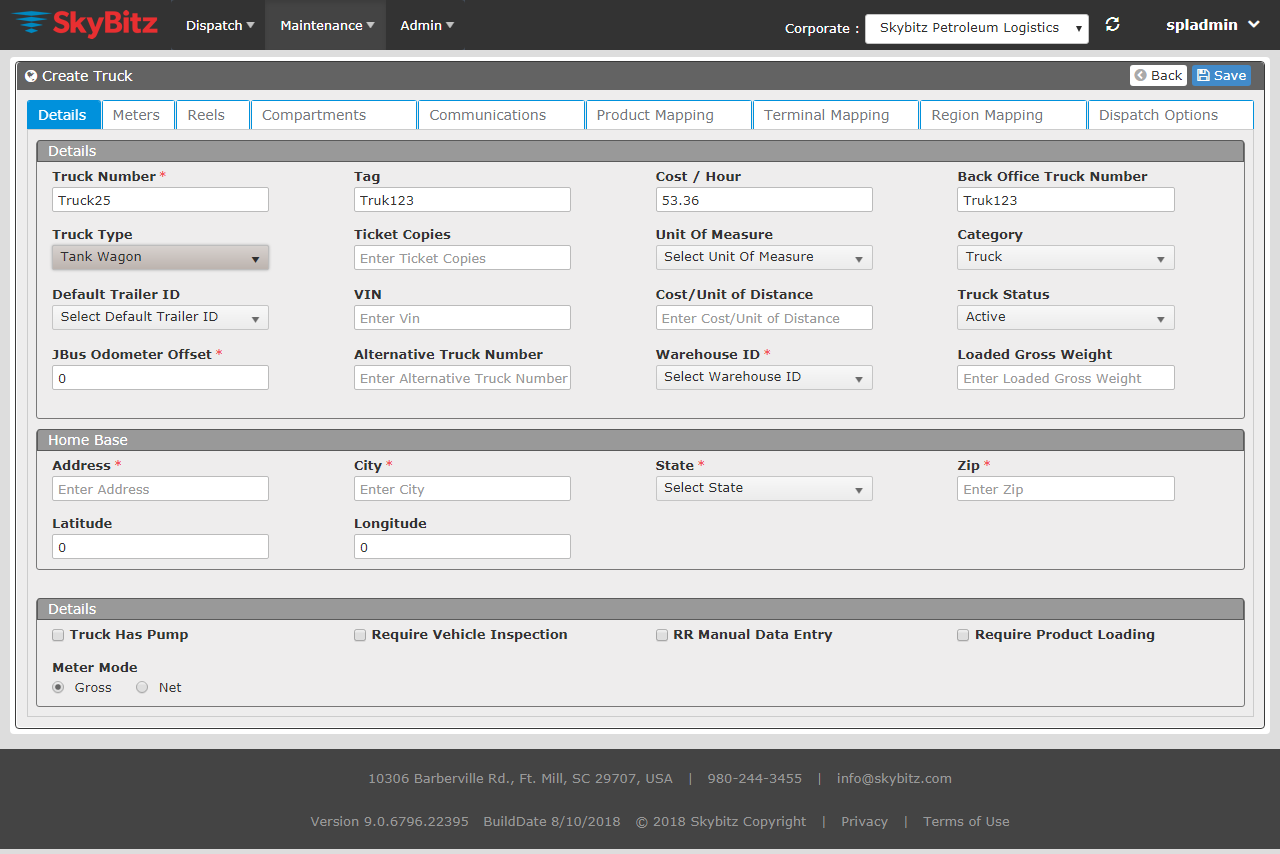 SkyBitz Dispatch Maintenance Admin Corporate : Skybitz Petroleum Logistics spladmin
Create Truck Back Save
Details Meters Reels Compartments Communications Product Mapping Terminal Mapping Region Mapping Dispatch Options
Details
Truck Number * Tag Cost / Hour Back Office Truck Number
Truck25 Truk123 53.36 Truk123
Truck Type Ticket Copies Unit Of Measure Category
Tank Wagon Enter Ticket Copies Select Unit Of Measure Truck
Default Trailer ID VIN Cost/Unit of Distance Truck Status
Select Default Trailer ID Enter Vin Enter Cost/Unit of Distance Active
JBus Odometer Offset * Alternative Truck Number Warehouse ID * Loaded Gross Weight
0 Enter Alternative Truck Number Select Warehouse ID Enter Loaded Gross Weight
Home Base
Address * City * State * Zip *
Enter Address Enter City Select State Enter Zip
Latitude Longitude
0 0
Details
Truck Has Pump Require Vehicle Inspection RR Manual Data Entry Require Product Loading
Meter Mode
Gross Net
10306 Barberville Rd., Ft. Mill, SC 29707, USA | 980-244-3455 | info@skybitz.com
Version 9.0.6796.22395 BuildDate 8/10/2018 © 2018 Skybitz Copyright | Privacy | Terms of Use